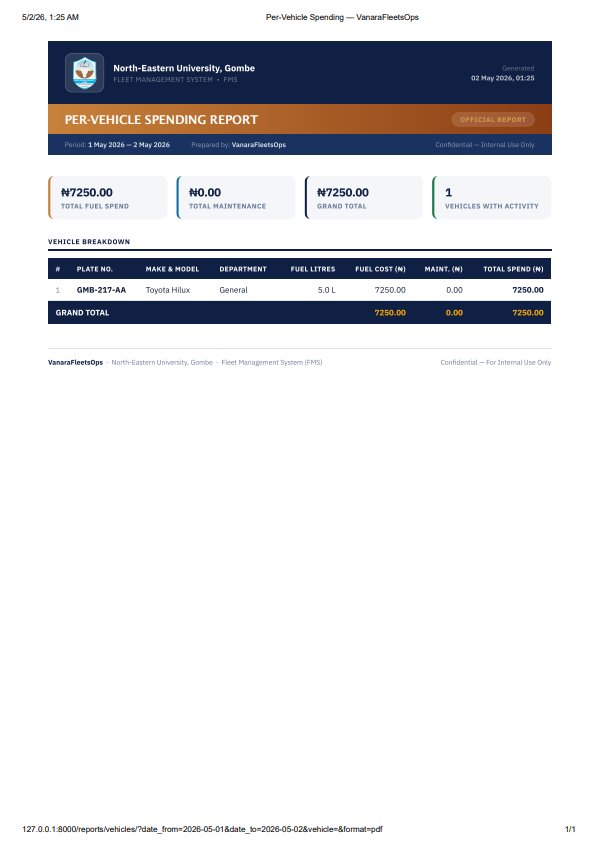 5/2/26, 1:25 AM Per-Vehicle Spending — VanaraFleetsOps
North-Eastern University, Gombe
FLEET MANAGEMENT SYSTEM • FMS
Generated
02 May 2026, 01:25
PER-VEHICLE SPENDING REPORT
OFFICIAL REPORT
Period: 1 May 2026 — 2 May 2026 Prepared by: VanaraFleetsOps Confidential — Internal Use Only
₦7250.00 ₦0.00 ₦7250.00 1
TOTAL FUEL SPEND TOTAL MAINTENANCE GRAND TOTAL VEHICLES WITH ACTIVITY
VEHICLE BREAKDOWN
# PLATE NO. MAKE & MODEL DEPARTMENT FUEL LITRES FUEL COST (₦) MAINT. (₦) TOTAL SPEND (₦)
1 GMB-217-AA Toyota Hilux General 5.0 L 7250.00 0.00 7250.00
GRAND TOTAL 7250.00 0.00 7250.00
VanaraFleetsOps · North-Eastern University, Gombe · Fleet Management System (FMS) Confidential — For Internal Use Only
127.0.0.1:8000/reports/vehicles/?date_from=2026-05-01&date_to=2026-05-02&vehicle=&format=pdf 1/1